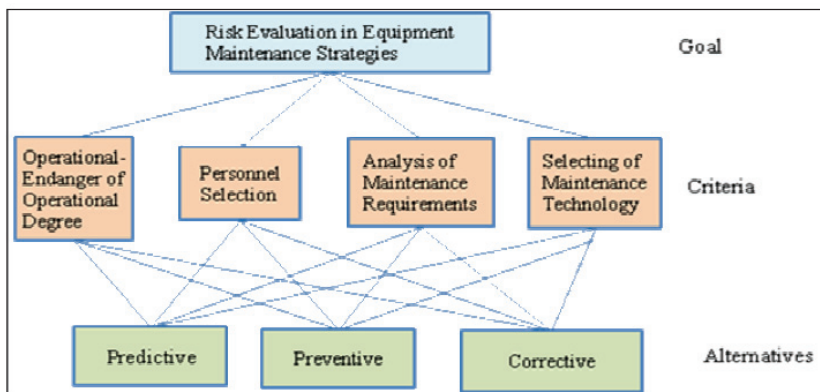 Risk Evaluation in Equipment
Maintenance Strategies
Goal
Operational-
Endanger of
Operational
Degree
Personnel
Selection
Analysis of
Maintenance
Requirements
Selecting of
Maintenance
Technology
Criteria
Predictive
Preventive
Corrective
Alternatives